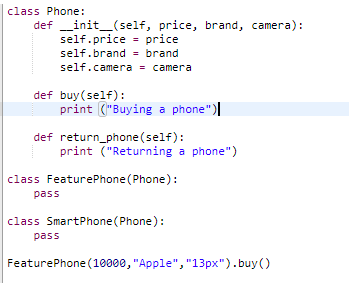 class Phone:
    def __init__(self, price, brand, camera):
        self.price = price
        self.brand = brand
        self.camera = camera

    def buy(self):
        print ("Buying a phone")

    def return_phone(self):
        print ("Returning a phone")

class FeaturePhone(Phone):
    pass

class SmartPhone(Phone):
    pass

FeaturePhone(10000,"Apple","13px").buy()